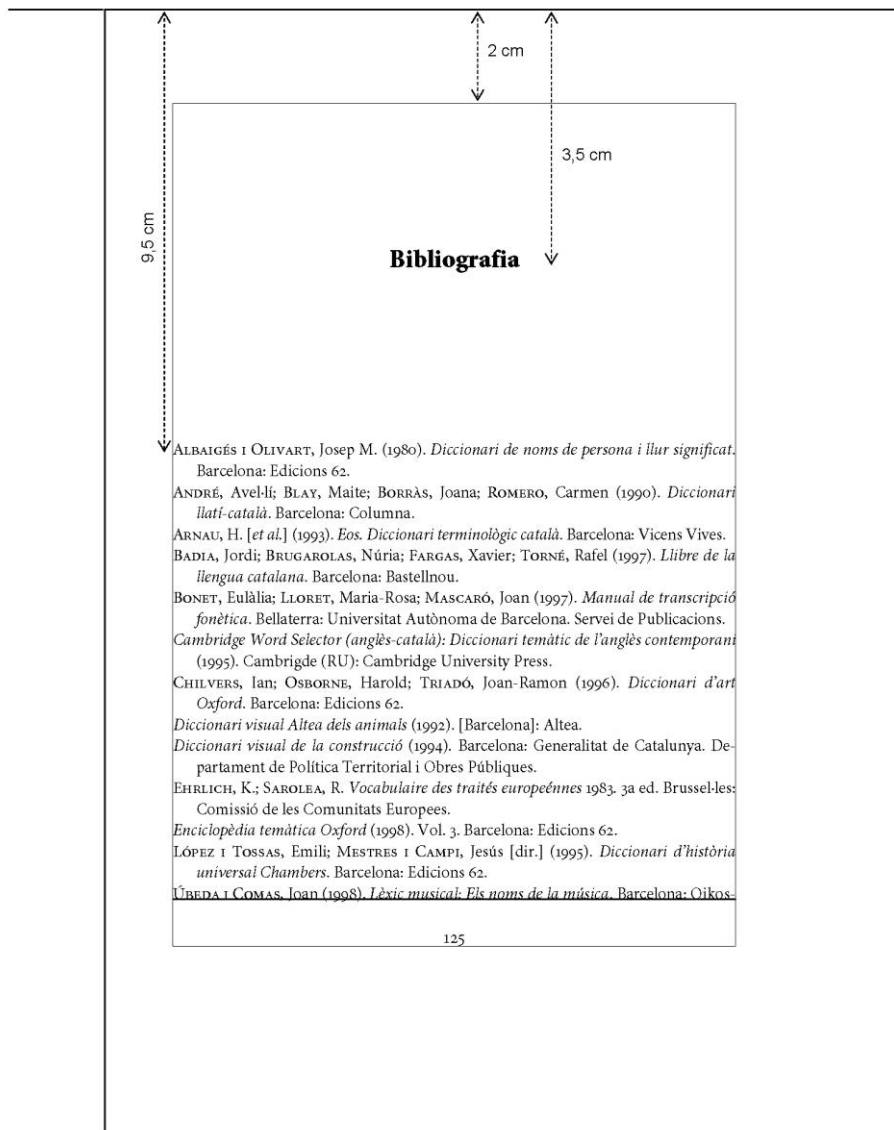 2 cm
3,5 cm
9,5 cm
Bibliografia
ALBAIGÉS I OLIVART, Josep M. (1980). Diccionari de noms de persona i llur significat.
Barcelona: Edicions 62.
ANDRÉ, Avel·lí; BLAY, Maite; BORRÀS, Joana; ROMERO, Carmen (1990). Diccionari
llatí-català. Barcelona: Columna.
ARNAU, H. [et al.] (1993). Eos. Diccionari terminològic català. Barcelona: Vicens Vives.
BADIA, Jordi; BRUGAROLAS, Núria; FARGAS, Xavier; TORNÉ, Rafel (1997). Llibre de la
llengua catalana. Barcelona: Bastellnou.
BONET, Eulàlia; LLORET, Maria-Rosa; MASCARÓ, Joan (1997). Manual de transcripció
fonètica. Bellaterra: Universitat Autònoma de Barcelona. Servei de Publicacions.
Cambridge Word Selector (anglès-català): Diccionari temàtic de l'anglès contemporani
(1995). Cambrigde (RU): Cambridge University Press.
CHILVERS, Ian; OSBORNE, Harold; TRIADÓ, Joan-Ramon (1996). Diccionari d'art
Oxford. Barcelona: Edicions 62.
Diccionari visual Altea dels animals (1992). [Barcelona]: Altea.
Diccionari visual de la construcció (1994). Barcelona: Generalitat de Catalunya. De-
partament de Política Territorial i Obres Públiques.
EHRLICH, K.; SAROLEA, R. Vocabulaire des traités europeénnes 1983. 3a ed. Brussel·les:
Comissió de les Comunitats Europees.
Enciclopèdia temàtica Oxford (1998). Vol. 3. Barcelona: Edicions 62.
LÓPEZ I TOSSAS, Emili; MESTRES I CAMPI, Jesús [dir.] (1995). Diccionari d'història
universal Chambers. Barcelona: Edicions 62.
ÚBEDA I COMAS, Joan (1998). Lèxic musical: Els noms de la música. Barcelona: Oikos-
125